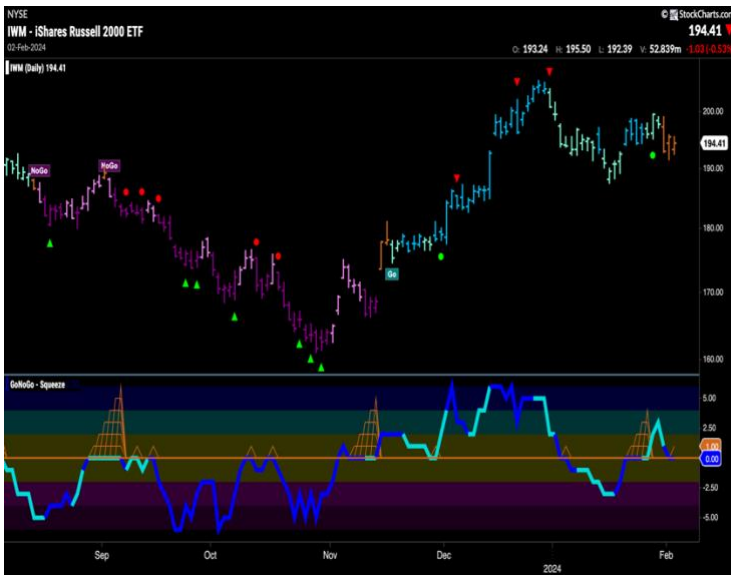 NYSE
© StockCharts.com
IWM - iShares Russell 2000 ETF
194.41
02-Feb-2024
O: 193.24 H: 195.50 L: 192.39 V: 52.839m -1.03 (-0.53%)
IWM (Daily) 194.41
200.00
194.41
NoGo
NoGo
190.00
180.00
Go
170.00
160.00
GoNoGo - Squeeze
5.00
2.50
1.00
0.00
-2.50
-5.00
Sep Oct Nov Dec Feb
2024